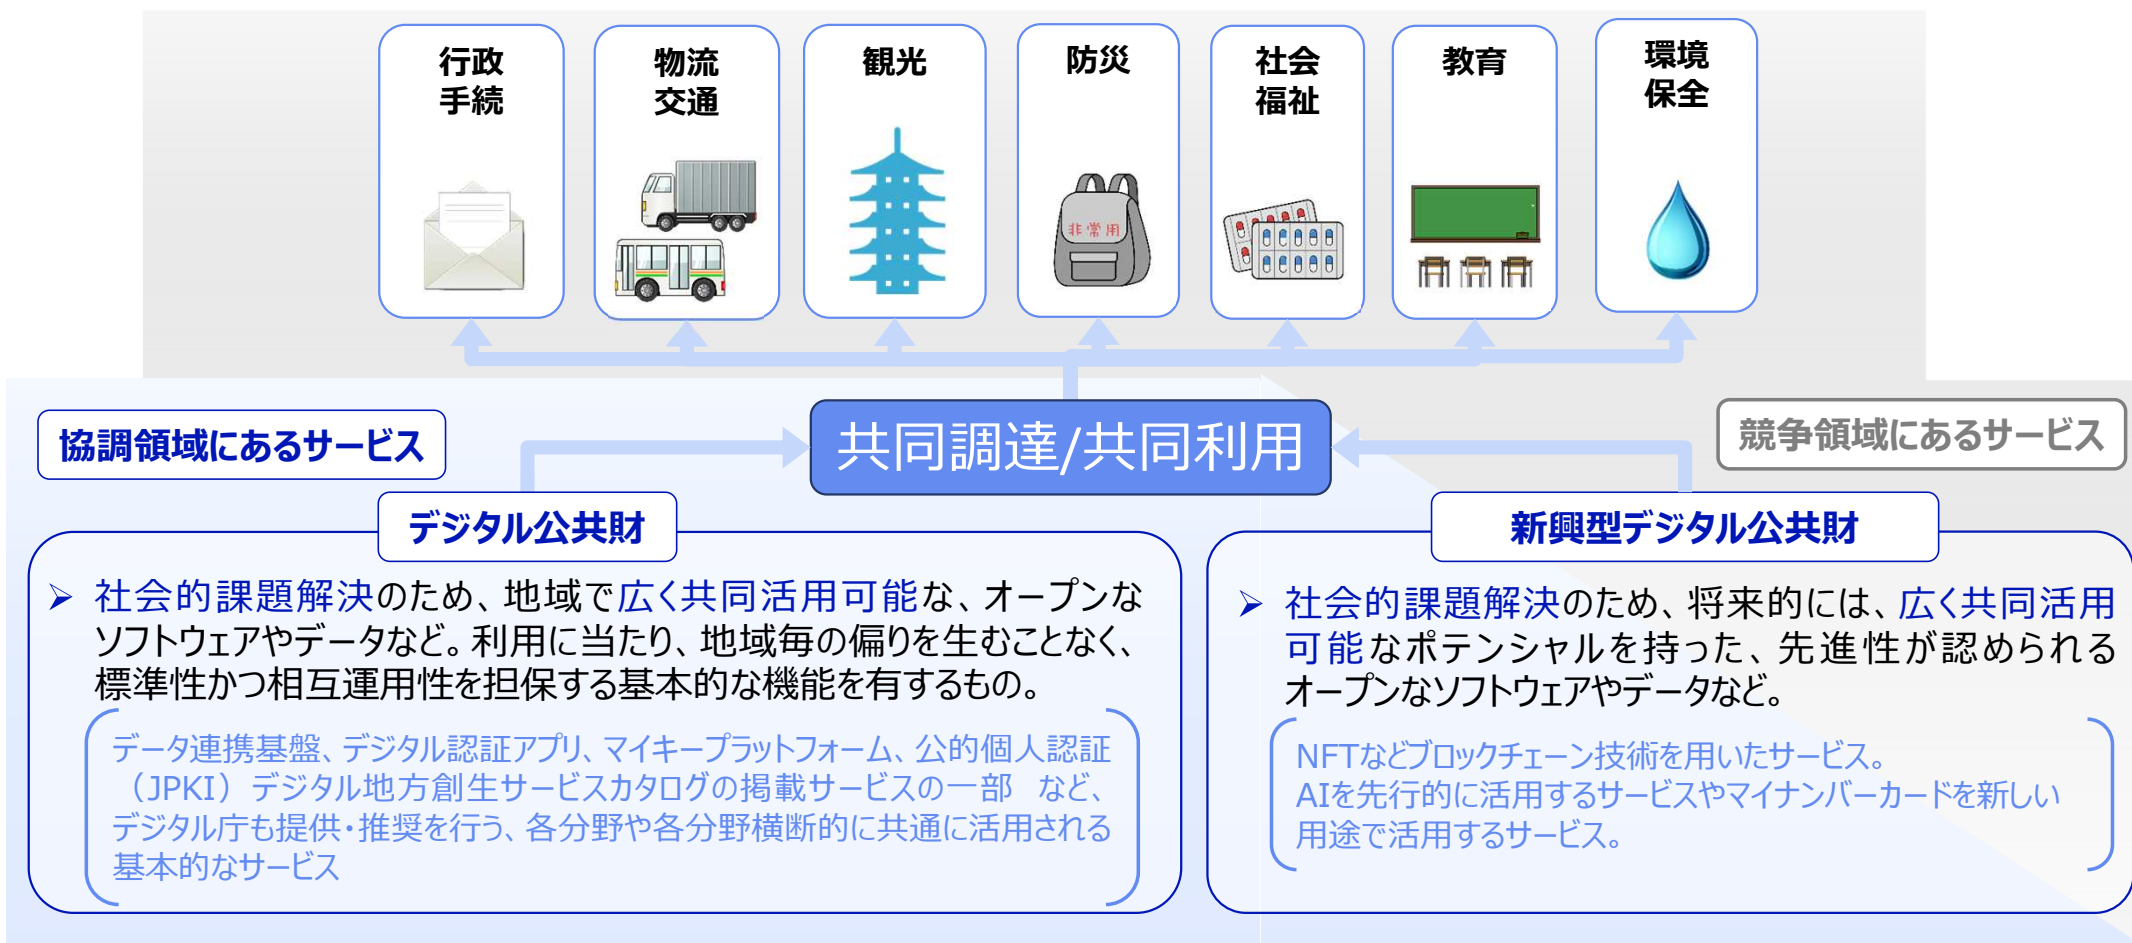 行政
手続
物流
交通
観光
防災
社会
福祉
教育
環境
保全
非常用
協調領域にあるサービス
共同調達/共同利用
競争領域にあるサービス
デジタル公共財
➢ 社会的課題解決のため、地域で広く共同活用可能な、オープンな
ソフトウェアやデータなど。利用に当たり、地域毎の偏りを生むことなく、
標準性かつ相互運用性を担保する基本的な機能を有するもの。
データ連携基盤、デジタル認証アプリ、マイキープラットフォーム、公的個人認証
（JPKI）デジタル地方創生サービスカタログの掲載サービスの一部　など、
デジタル庁も提供・推奨を行う、各分野や各分野横断的に共通に活用される
基本的なサービス
新興型デジタル公共財
➢ 社会的課題解決のため、将来的には、広く共同活用
可能なポテンシャルを持った、先進性が認められる
オープンなソフトウェアやデータなど。
NFTなどブロックチェーン技術を用いたサービス。
AIを先行的に活用するサービスやマイナンバーカードを新しい
用途で活用するサービス。